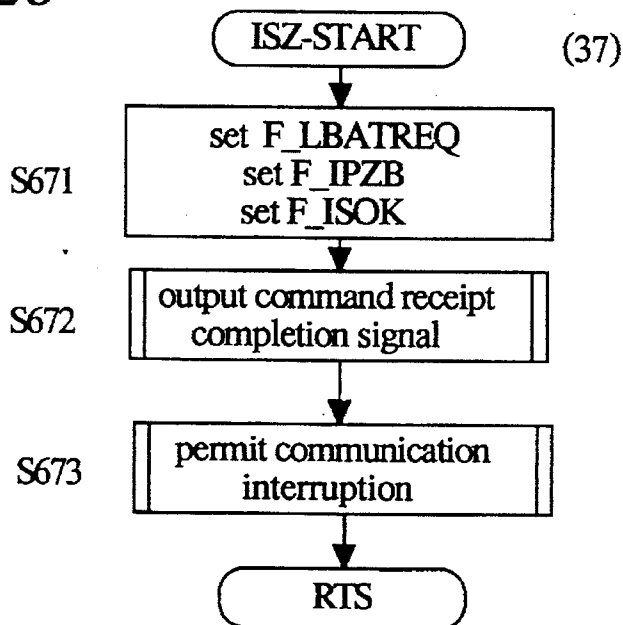 ISZ-START
(37)
S671
set F_LBATREQ
set F_IPZB
set F_ISOK
S672
output command receipt
completion signal
S673
permit communication
interruption
RTS